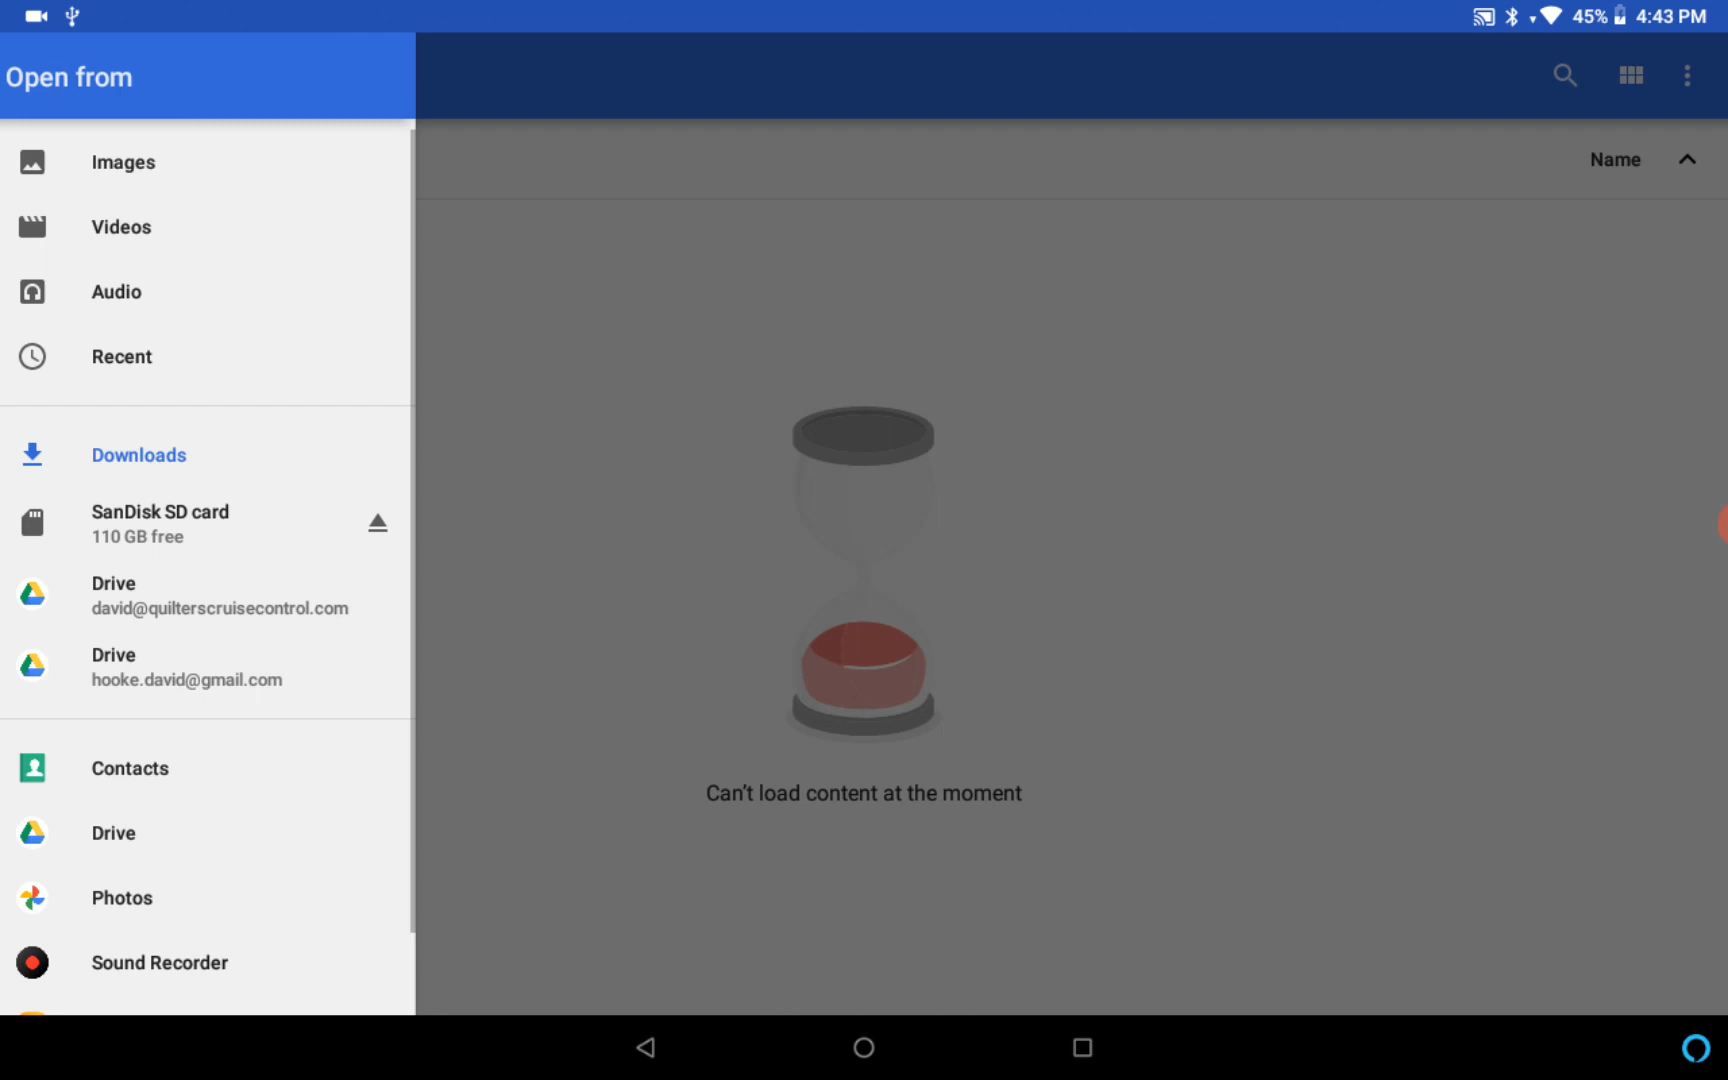 45%
4:43 PM
Open from
Images
Videos
Audio
Recent
Downloads
SanDisk SD card
110 GB free
Drive
david@quilterscruisecontrol.com
Drive
hooke.david@gmail.com
Contacts
Drive
Photos
Sound Recorder
Name
Can't load content at the moment